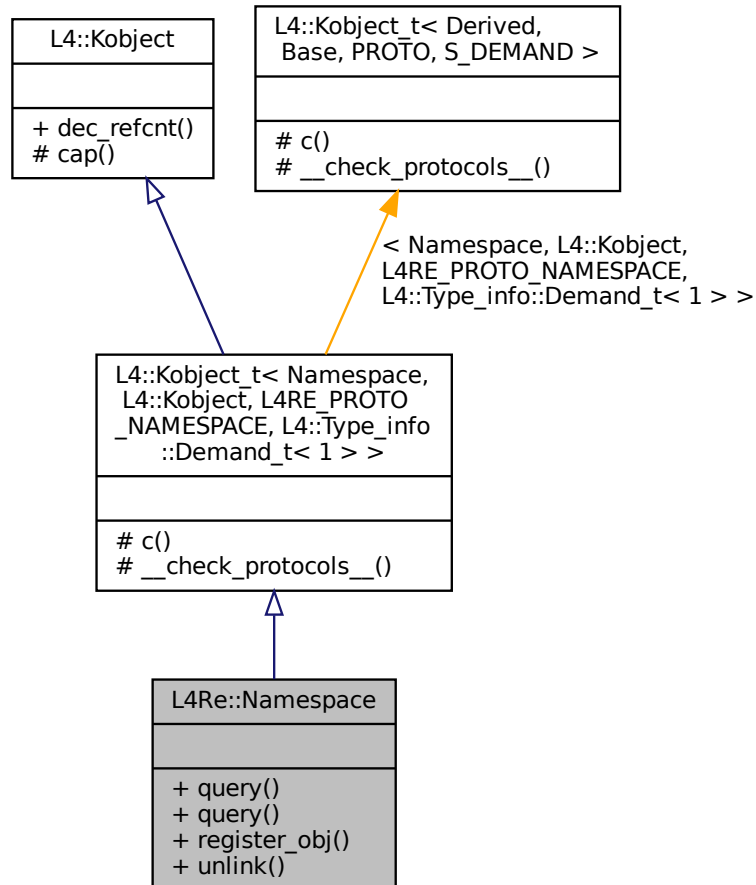 L4::Kobject
+ dec_refcnt()
# cap()
L4::Kobject_t< Derived,
Base, PROTO, S_DEMAND >
# c()
# __check_protocols__()
< Namespace, L4::Kobject,
L4RE_PROTO_NAMESPACE,
L4::Type_info::Demand_t< 1 > >
L4::Kobject_t< Namespace,
L4::Kobject, L4RE_PROTO
_NAMESPACE, L4::Type_info
::Demand_t< 1 > >
# c()
# __check_protocols__()
L4Re::Namespace
+ query()
+ query()
+ register_obj()
+ unlink()